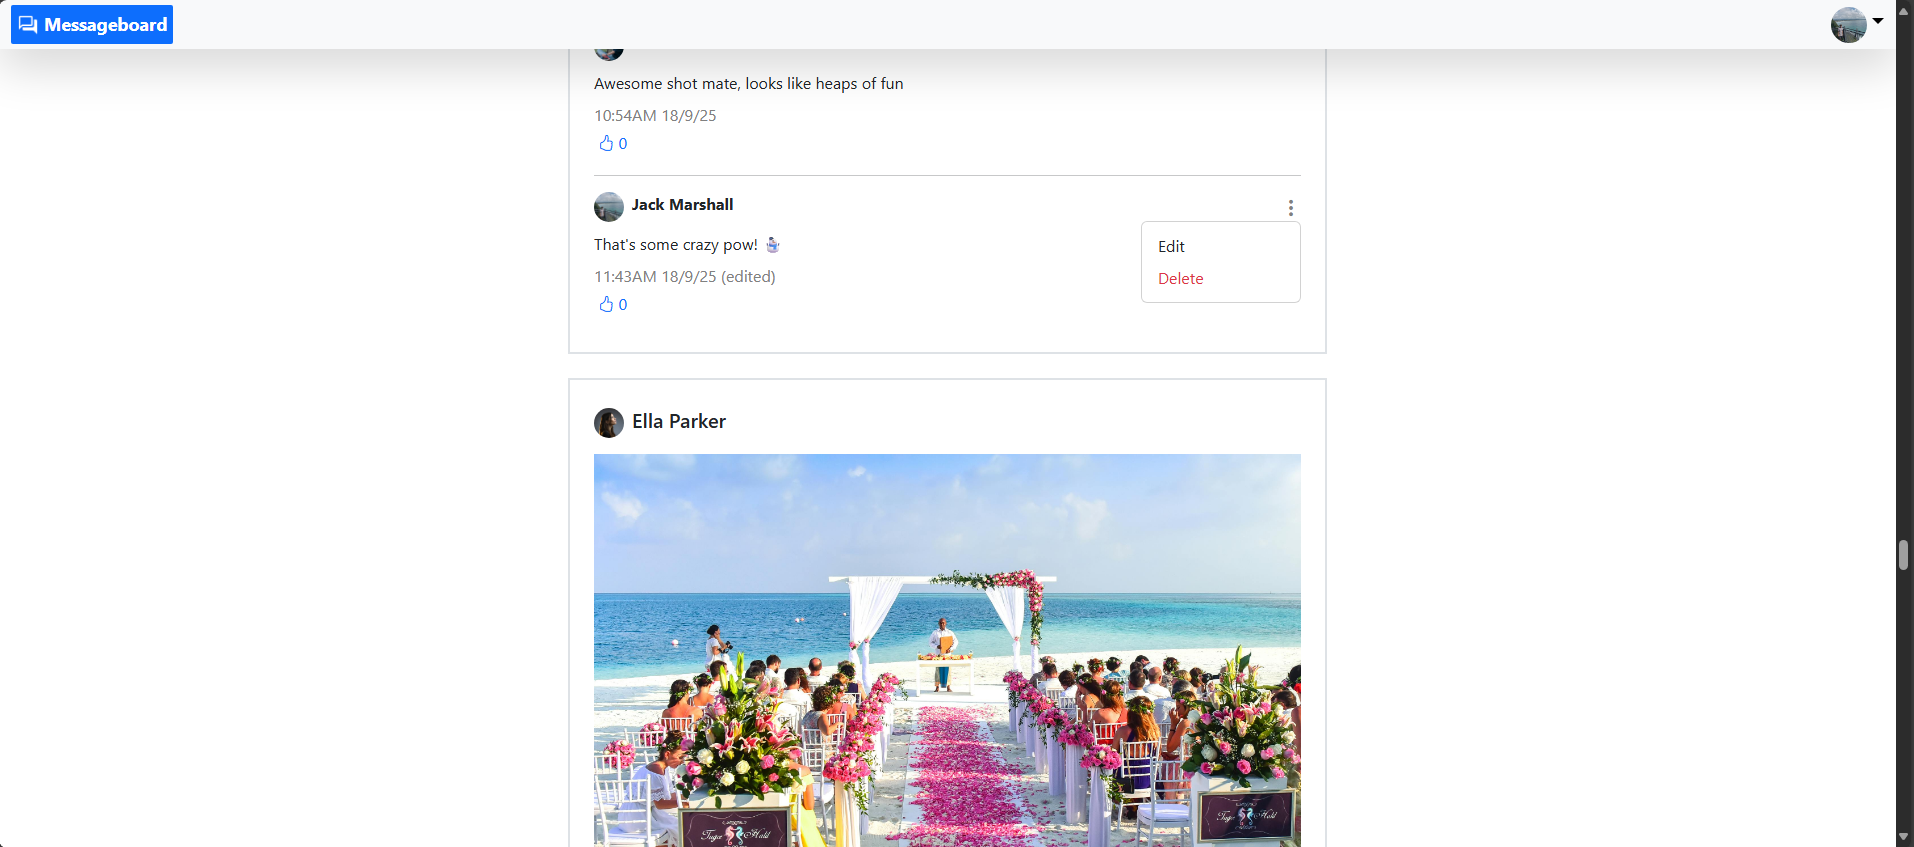 Messageboard
Awesome shot mate, looks like heaps of fun
10:54AM 18/9/25
0
Jack Marshall
That's some crazy pow! ⛄
11:43AM 18/9/25 (edited)
0
Edit
Delete
Ella Parker